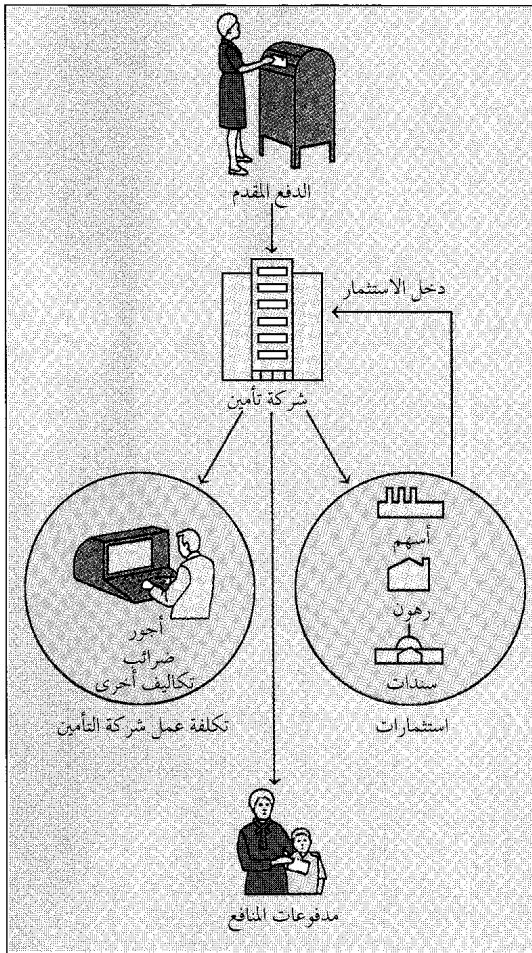 الدفع المقدم
دخل الاستثمار
شركة تأمين
أسهم
رهون
سندات
استثمارات
أجور
ضرائب
تكاليف أخرى
تكلفة عمل شركة التأمين
مدفوعات المنافع